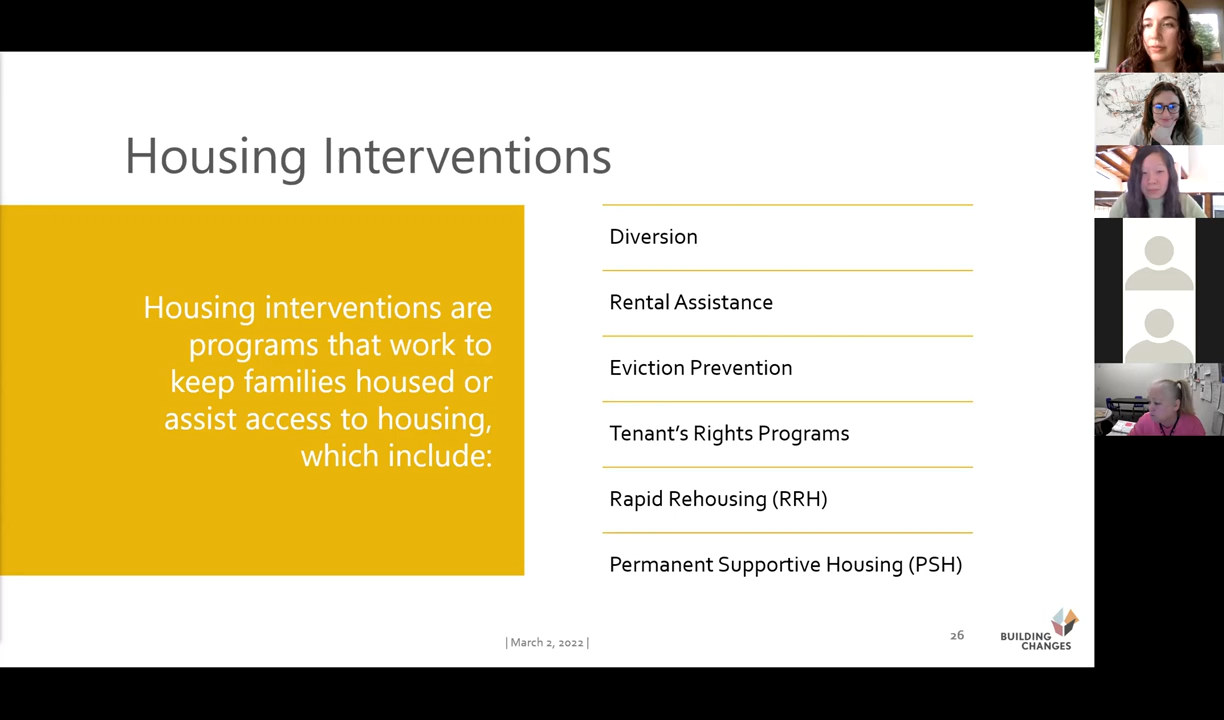 Housing Interventions
Housing interventions are
programs that work to
keep families housed or
assist access to housing,
which include:
Diversion
Rental Assistance
Eviction Prevention
Tenant's Rights Programs
Rapid Rehousing (RRH)
Permanent Supportive Housing (PSH)
| March 2, 2022 |
26
BUILDING
CHANGES